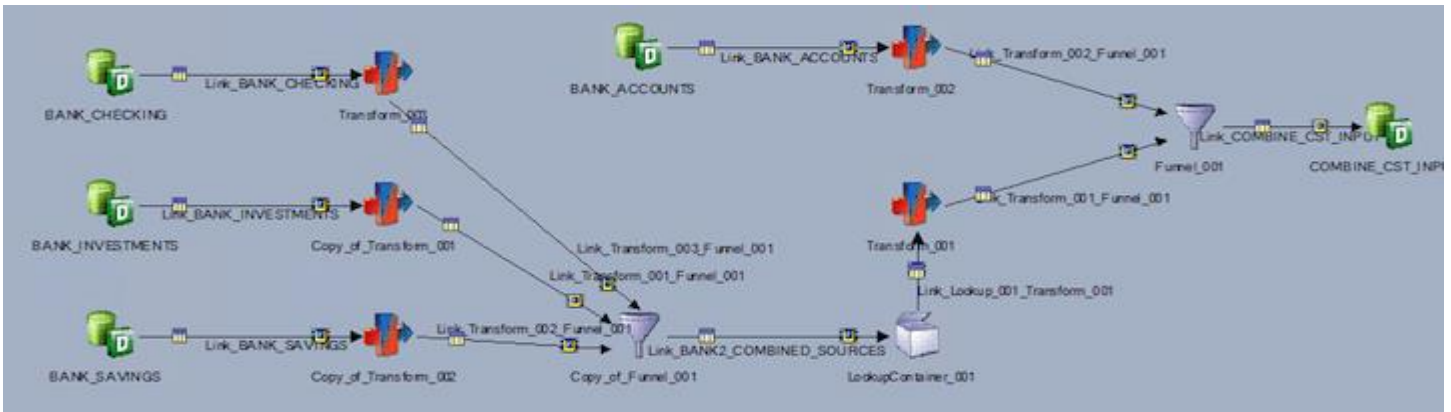 Link_BANK_ACCOUNTS
Link_Transform_002_Funnel_001
Link_BANK_CHECKING
BANK_ACCOUNTS
Transform_002
BANK_CHECKING
Transform_003
Link_COMBINE_CST_INPUT
Funnel_001
COMBINE_CST_INPU
Link_BANK_INVESTMENTS
Link_Transform_001_Funnel_001
BANK_INVESTMENTS
Copy_of_Transform_001
Link_Transform_003_Funnel_001
Transform_001
Link_Transform_001_Funnel_001
Link_Lookup_001_Transform_001
Link_Transform_002_Funnel_001
Link_BANK_SAVINGS
Link_BANK2_COMBINED_SOURCES
BANK_SAVINGS
Copy_of_Transform_002
Copy_of_Funnel_001
LookupContainer_001
D
D
D
D
D